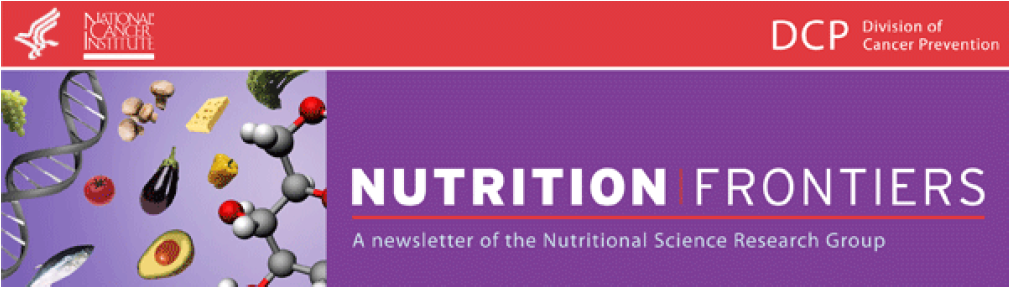 NATIONAL
CANCER
INSTITUTE
DCP
Division of
Cancer Prevention
NUTRITION | FRONTIERS
A newsletter of the Nutritional Science Research Group